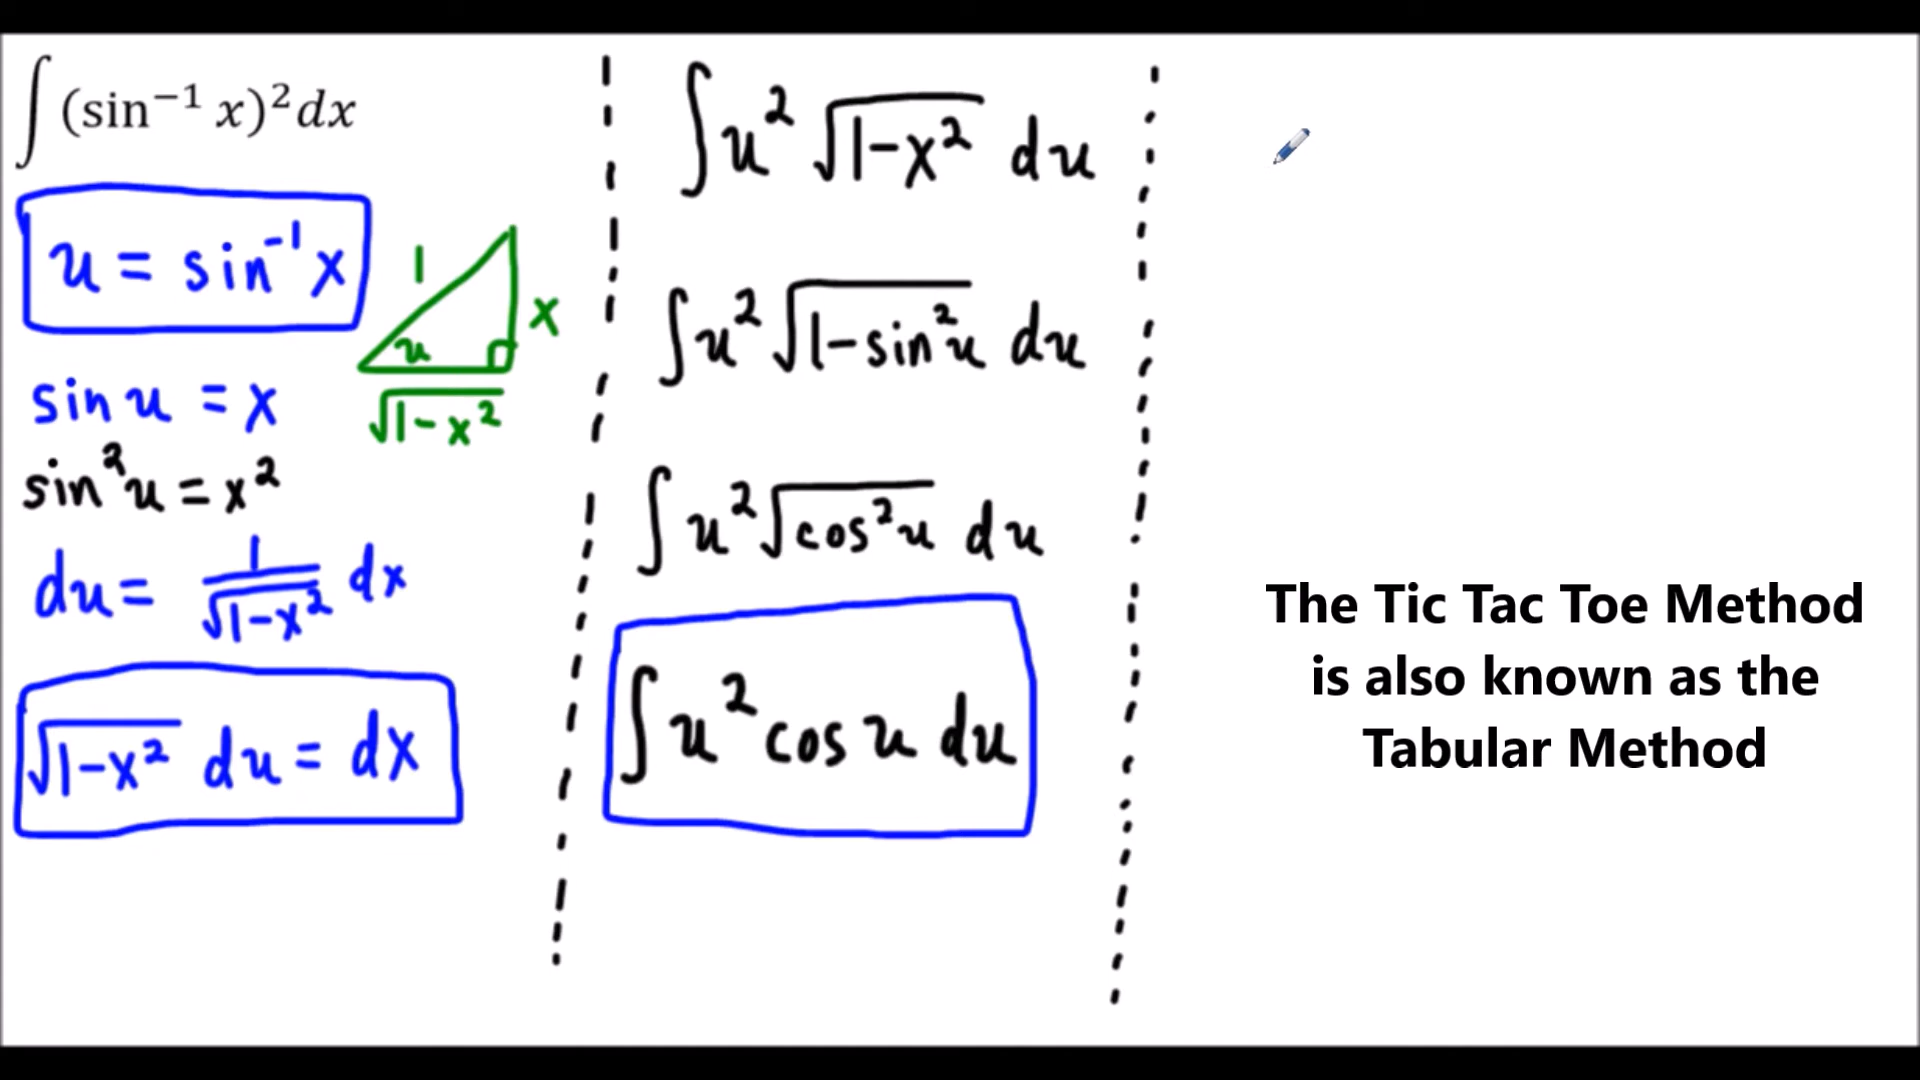 ∫(sin⁻¹ x)²dx
u = sin⁻¹x
1
x
u
√(1-x²)
sin u = x
sin²u = x²
du = 1/√(1-x²) dx
√(1-x²) du = dx
∫u² √(1-x²) du
∫u² √(1-sin²u) du
∫u² √(cos²u) du
∫u² cos u du
The Tic Tac Toe Method
is also known as the
Tabular Method